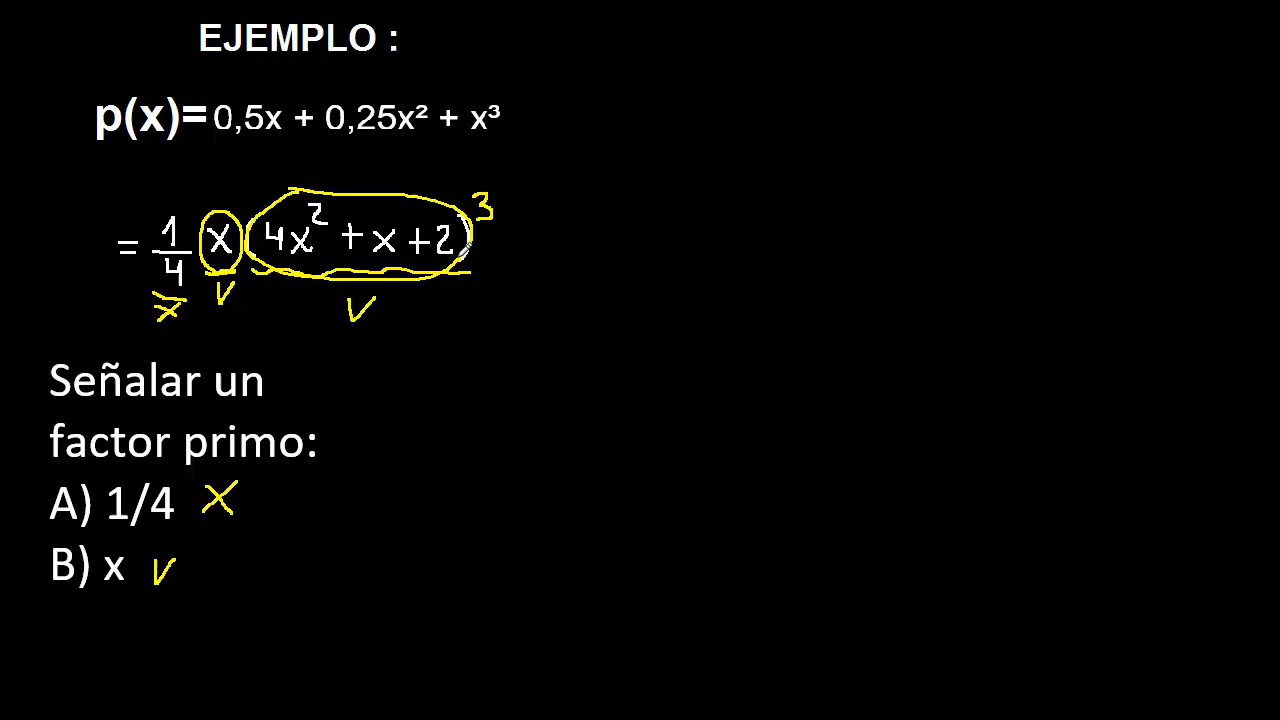 EJEMPLO :
p(x)= 0,5x + 0,25x² + x³
= 1/4 x (4x² + x + 2)³
x v v
Señalar un
factor primo:
A) 1/4 x
B) x v